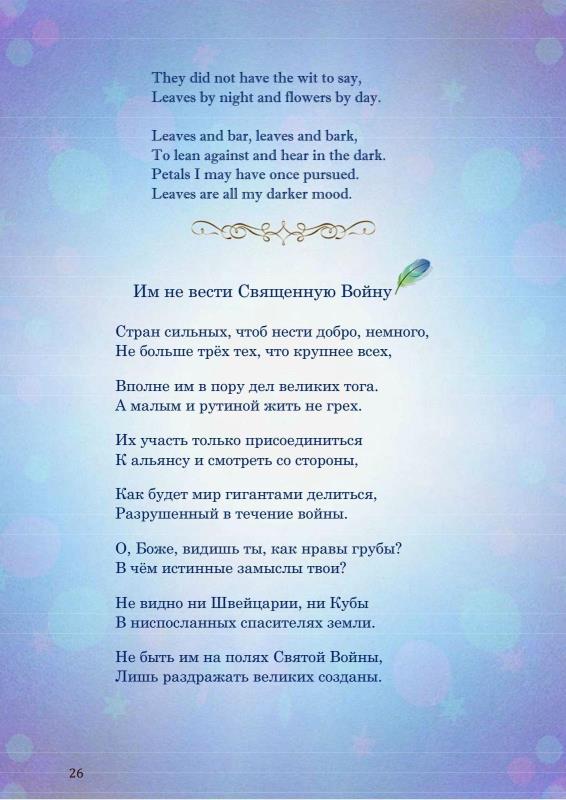 They did not have the wit to say,
Leaves by night and flowers by day.
Leaves and bar, leaves and bark,
To lean against and hear in the dark.
Petals I may have once pursued.
Leaves are all my darker mood.
Им не вести Священную Войну
Стран сильных, чтоб нести добро, немного,
Не больше трёх тех, что крупнее всех,
Вполне им в пору дел великих тога.
А малым и рутиной жить не грех.
Их участь только присоединиться
К альянсу и смотреть со стороны,
Как будет мир гигантами делиться,
Разрушенный в течение войны.
О, Боже, видишь ты, как нравы грубы?
В чём истинные замыслы твои?
Не видно ни Швейцарии, ни Кубы
В ниспосланных спасителях земли.
Не быть им на полях Святой Войны,
Лишь раздражать великих созданы.
26